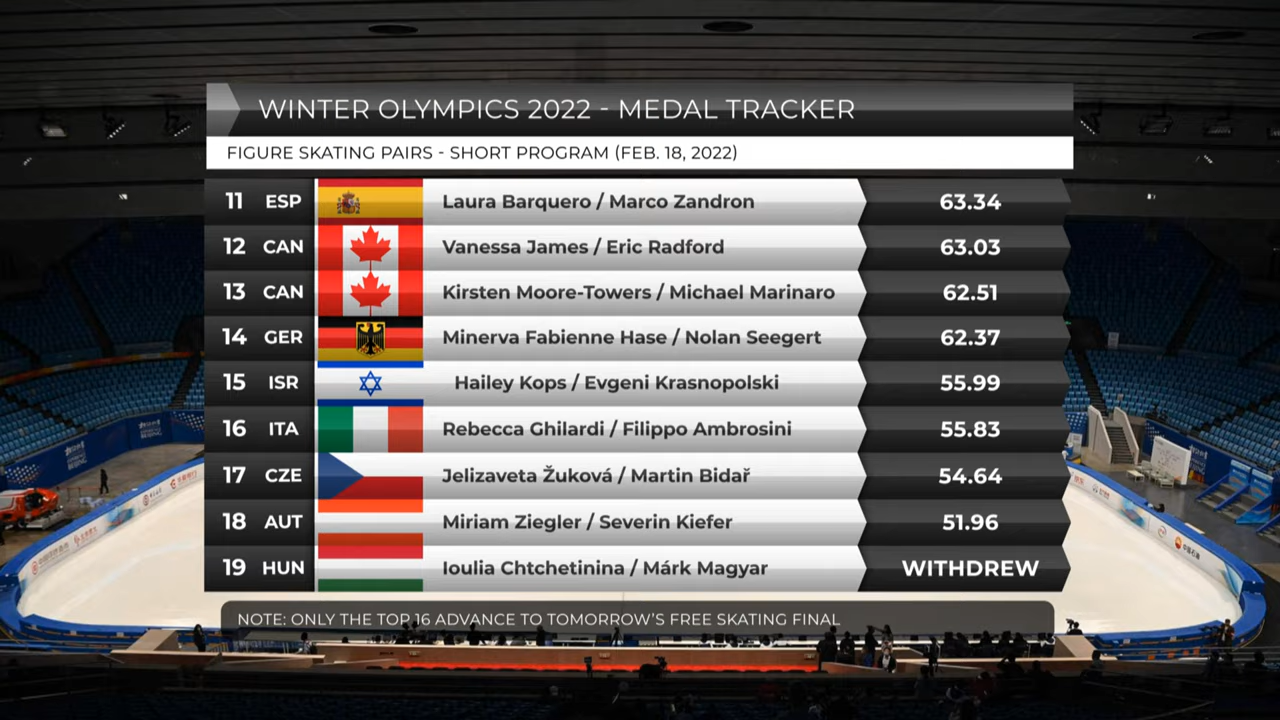 WINTER OLYMPICS 2022 - MEDAL TRACKER
FIGURE SKATING PAIRS - SHORT PROGRAM (FEB. 18, 2022)
11 ESP Laura Barquero / Marco Zandron 63.34
12 CAN Vanessa James / Eric Radford 63.03
13 CAN Kirsten Moore-Towers / Michael Marinaro 62.51
14 GER Minerva Fabienne Hase / Nolan Seegert 62.37
15 ISR Hailey Kops / Evgeni Krasnopolski 55.99
16 ITA Rebecca Ghilardi / Filippo Ambrosini 55.83
17 CZE Jelizaveta Žuková / Martin Bidař 54.64
18 AUT Miriam Ziegler / Severin Kiefer 51.96
19 HUN Ioulia Chtchetinina / Márk Magyar WITHDREW
NOTE: ONLY THE TOP 16 ADVANCE TO TOMORROW'S FREE SKATING FINAL